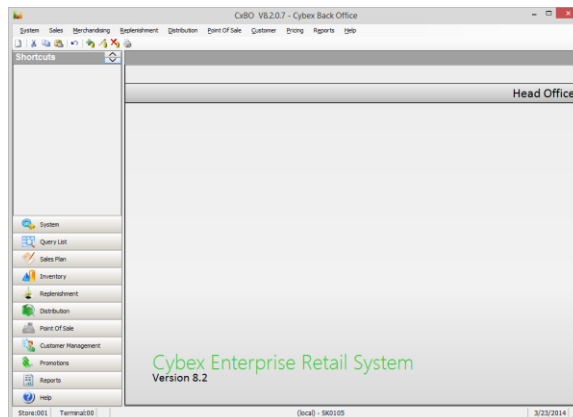 CxBO V8.2.0.7 - Cybex Back Office
System Sales Merchandising Replenishment Distribution Point Of Sale Customer Pricing Reports Help
Shortcuts
Head Office
System
Query List
Sales Plan
Inventory
Replenishment
Distribution
Point Of Sale
Customer Management
Promotions
Reports
Help
Cybex Enterprise Retail System
Version 8.2
Store:001 Terminal:00 (local) - SK0105 3/23/2014